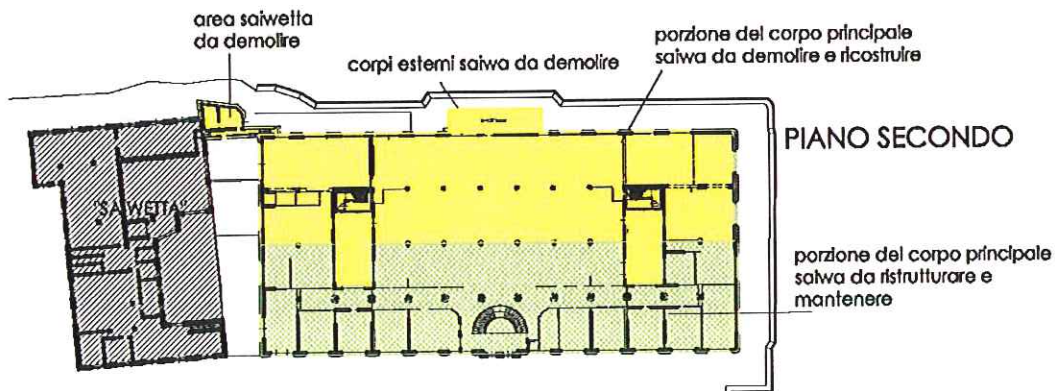 area saiwetta
da demolire
corpi esterni saiwa da demolire
porzione del corpo principale
saiwa da demolire e ricostruire
PIANO SECONDO
"SAIWETTA"
porzione del corpo principale
saiwa da ristrutturare e
mantenere